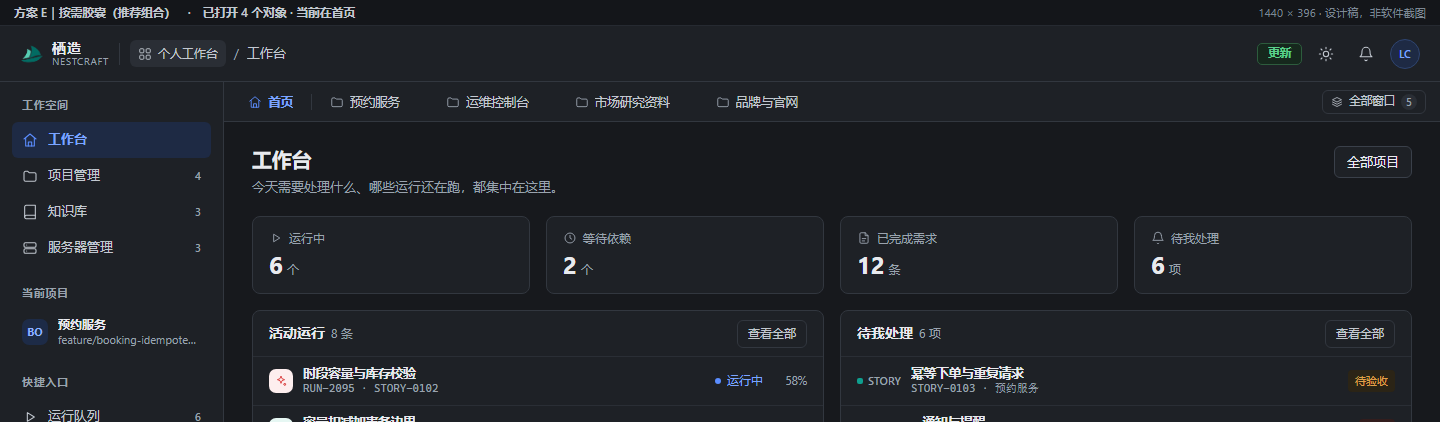 方案 E | 按需胶囊（推荐组合） · 已打开 4 个对象 · 当前在首页
1440 × 396 · 设计稿，非软件截图
栖造
NESTCRAFT
个人工作台 / 工作台
更新
LC
工作空间
工作台
项目管理 4
知识库 3
服务器管理 3
当前项目
BO
预约服务
feature/booking-idempote...
快捷入口
运行队列 6
首页
预约服务
运维控制台
市场研究资料
品牌与官网
全部窗口 5
工作台
今天需要处理什么、哪些运行还在跑，都集中在这里。
全部项目
运行中
6 个
等待依赖
2 个
已完成需求
12 条
待我处理
6 项
活动运行 8 条
查看全部
时段容量与库存校验
RUN-2095 · STORY-0102
运行中 58%
待我处理 6 项
查看全部
STORY
幂等下单与重复请求
STORY-0103 · 预约服务
待验收